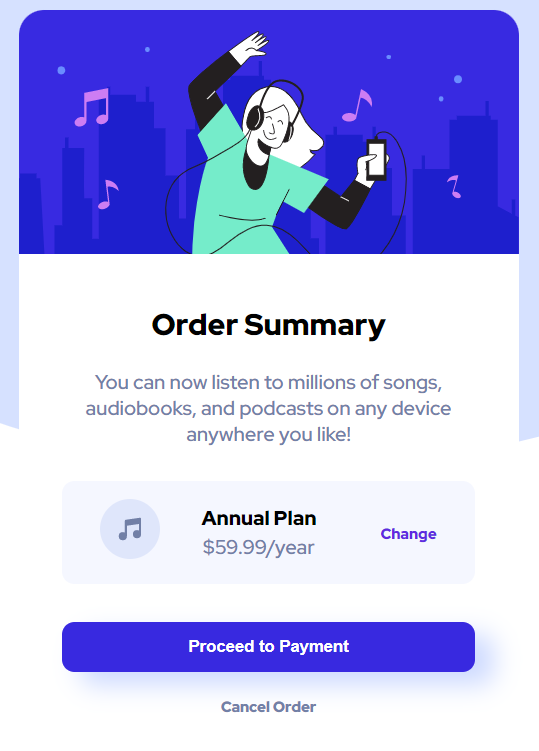 Order Summary
You can now listen to millions of songs,
audiobooks, and podcasts on any device
anywhere you like!
Annual Plan
$59.99/year
Change
Proceed to Payment
Cancel Order